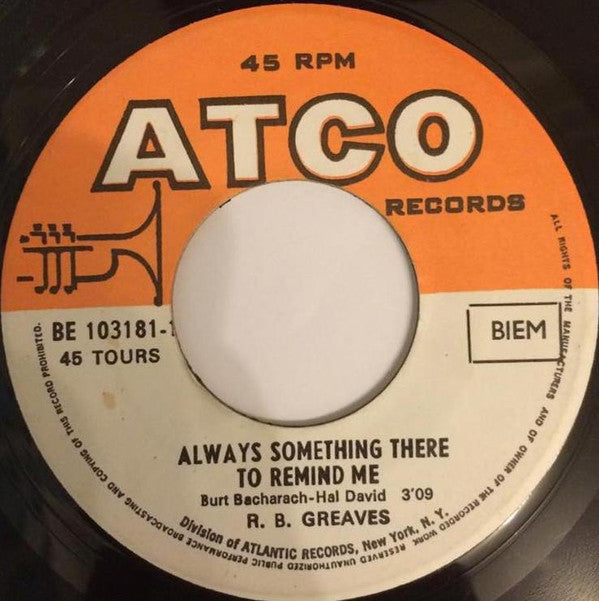 45 RPM
ATCO
RECORDS
BE 103181-1
45 TOURS
BIEM
ALWAYS SOMETHING THERE
TO REMIND ME
Burt Bacharach-Hal David 3'09
R. B. GREAVES
Division of ATLANTIC RECORDS, New York, N. Y.
ALL RIGHTS OF THE MANUFACTURERS AND OF OWNER OF THE RECORDED WORK RESERVED UNAUTHORIZED PUBLIC PERFORMANCE BROADCASTING AND COPYING OF THIS RECORD PROHIBITED.